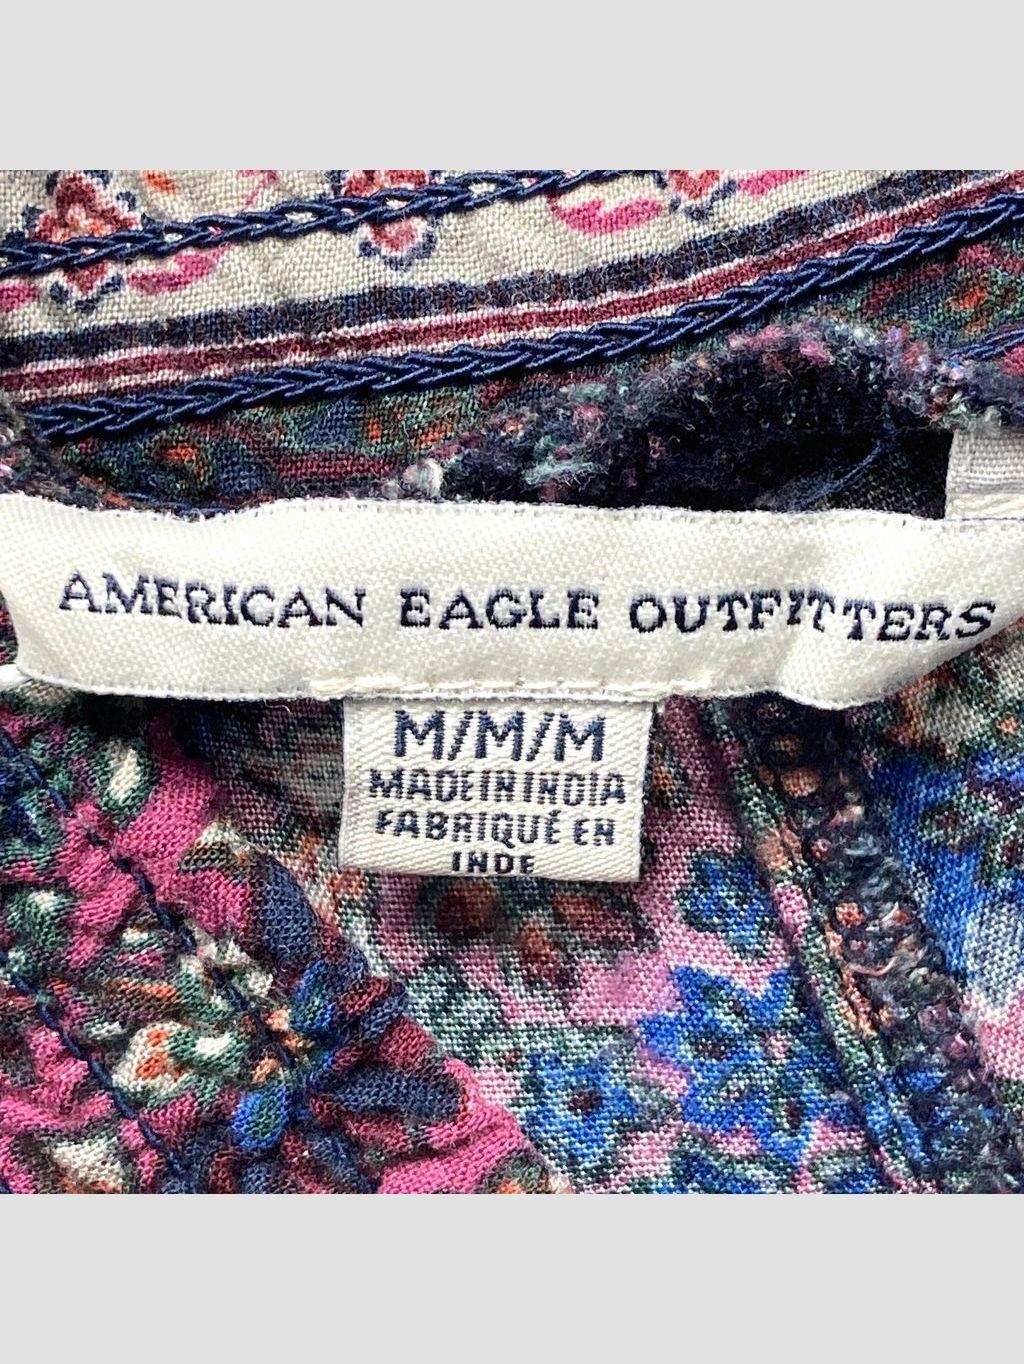 AMERICAN EAGLE OUTFITTERS
M/M/M
MADE IN INDIA
FABRIQUÉ EN
INDE